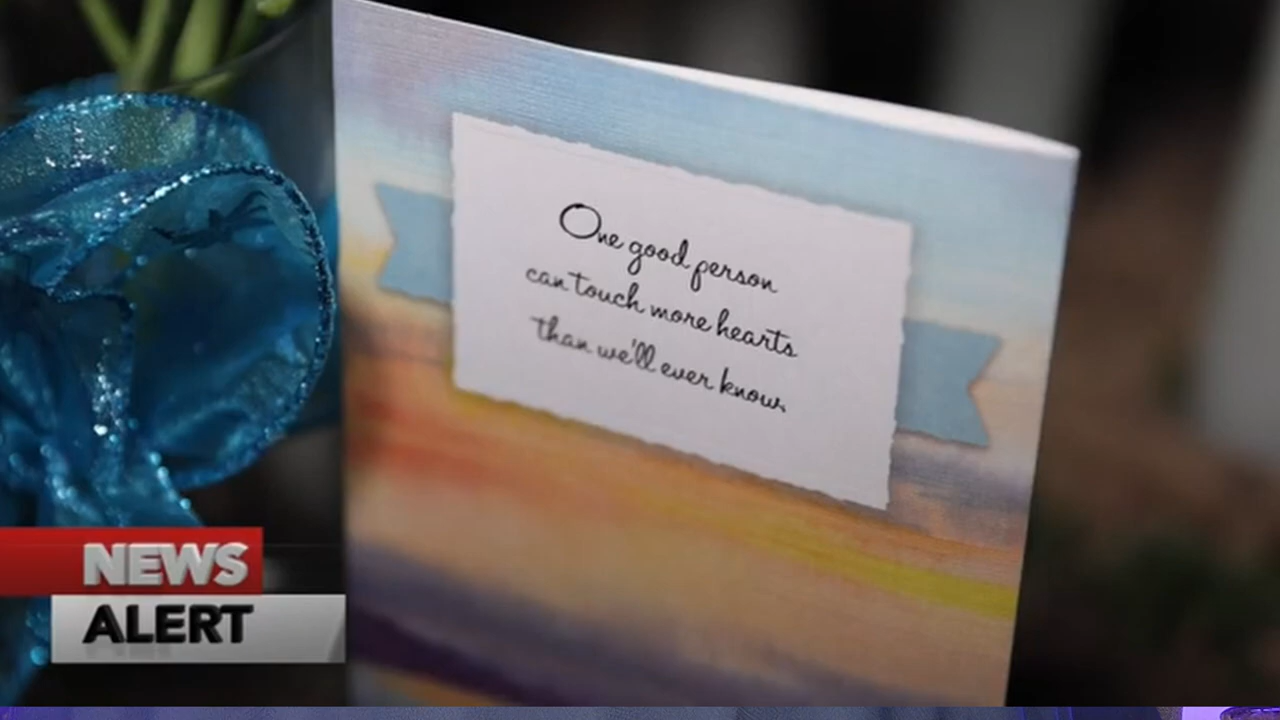 One good person
can touch more hearts
than we'll ever know.
NEWS
ALERT